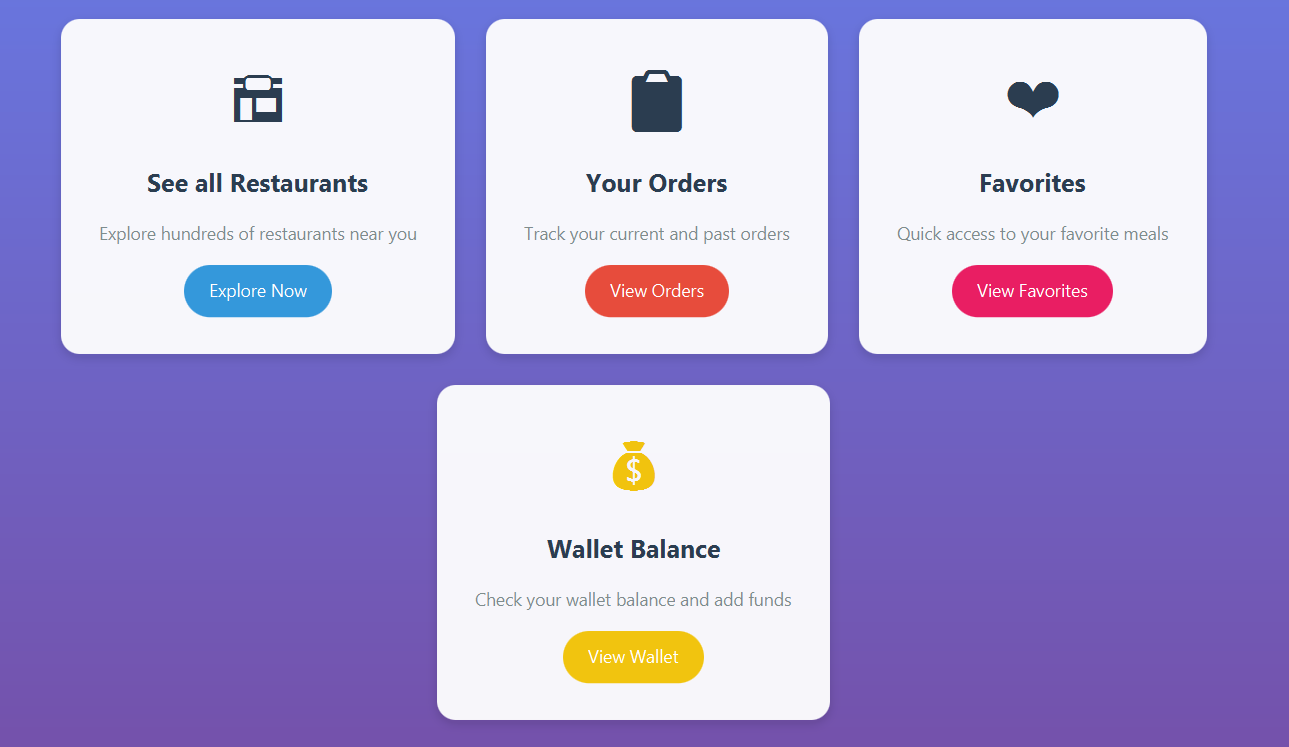 See all Restaurants
Explore hundreds of restaurants near you
Explore Now
Your Orders
Track your current and past orders
View Orders
Favorites
Quick access to your favorite meals
View Favorites
$
Wallet Balance
Check your wallet balance and add funds
View Wallet